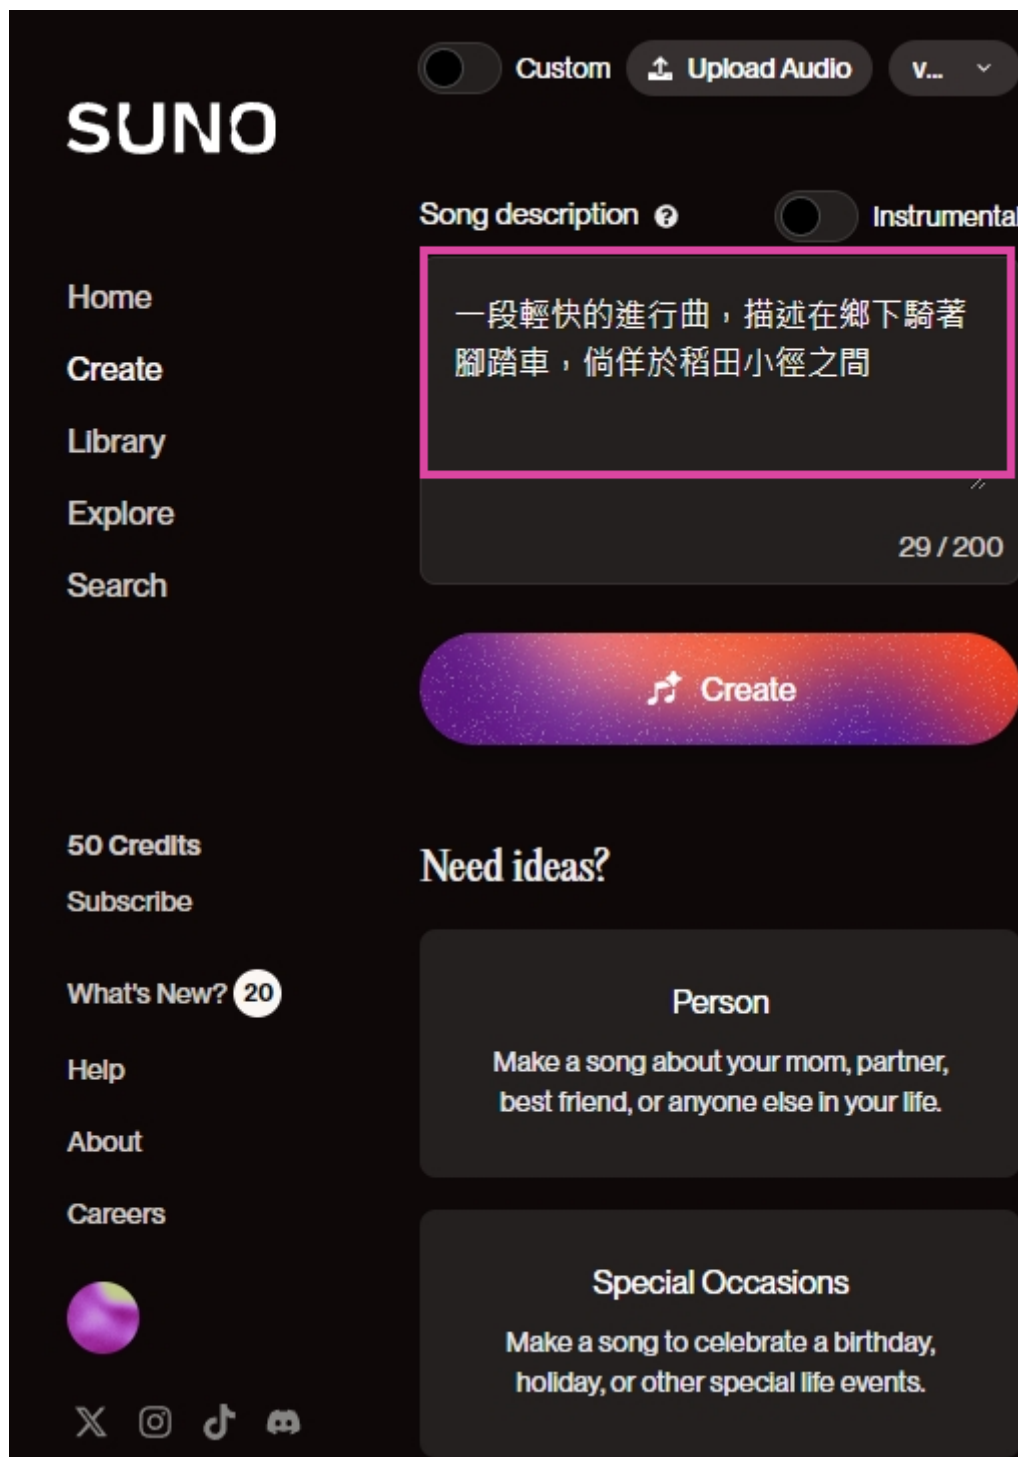 SUNO
Home
Create
Library
Explore
Search
50 Credits
Subscribe
What's New? 20
Help
About
Careers
Custom
Upload Audio
v...
Song description
Instrumental
一段輕快的進行曲，描述在鄉下騎著
腳踏車，倘佯於稻田小徑之間
29 / 200
Create
Need ideas?
Person
Make a song about your mom, partner,
best friend, or anyone else in your life.
Special Occasions
Make a song to celebrate a birthday,
holiday, or other special life events.